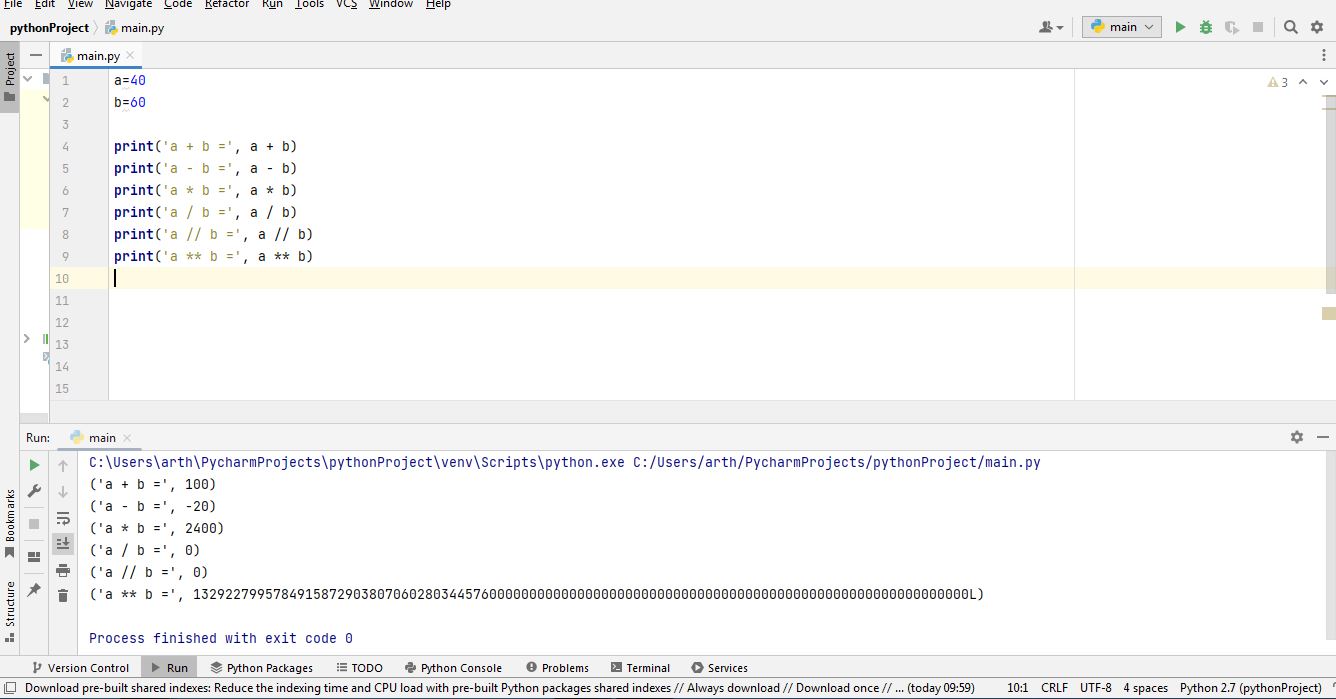 File Edit View Navigate Code Refactor Run Tools VCS Window Help
pythonProject main.py
main
Project
main.py
1 a=40
2 b=60
3
4 print('a + b =', a + b)
5 print('a - b =', a - b)
6 print('a * b =', a * b)
7 print('a / b =', a / b)
8 print('a // b =', a // b)
9 print('a ** b =', a ** b)
10
11
12
13
14
15
3
Run: main
C:\Users\arth\PycharmProjects\pythonProject\venv\Scripts\python.exe C:/Users/arth/PycharmProjects/pythonProject/main.py
('a + b =', 100)
('a - b =', -20)
('a * b =', 2400)
('a / b =', 0)
('a // b =', 0)
('a ** b =', 1329227995784915872903807060280344576000000000000000000000000000000000000000000000000000000000000L)
Process finished with exit code 0
Bookmarks
Structure
Version Control Run Python Packages TODO Python Console Problems Terminal Services
Download pre-built shared indexes: Reduce the indexing time and CPU load with pre-built Python packages shared indexes // Always download // Download once // ... (today 09:59) 10:1 CRLF UTF-8 4 spaces Python 2.7 (pythonProject)